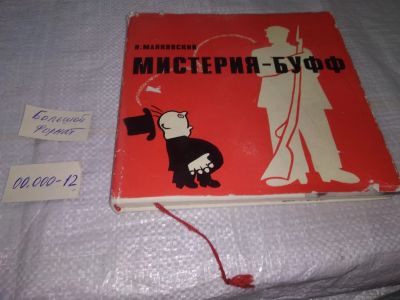 В. МАЯКОВСКИЙ
МИСТЕРИЯ-БУФФ
Большой
формат
00.000-12